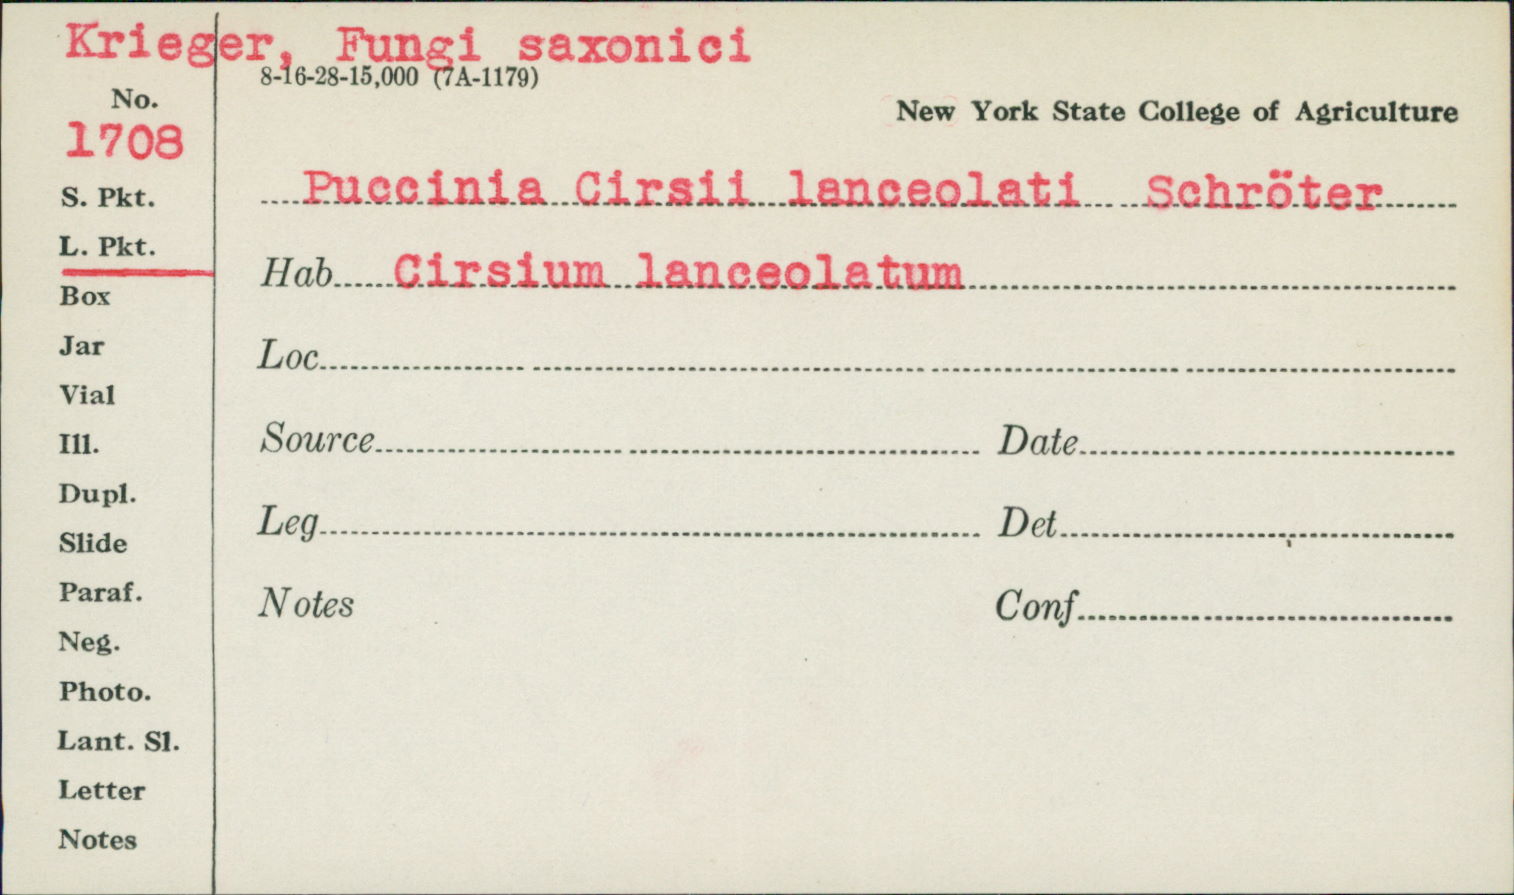 Krieger, Fungi saxonici
8-16-28-15,000 (7A-1179)
No.
New York State College of Agriculture
1708
S. Pkt.
Puccinia Cirsii lanceolati Schröter
L. Pkt.
Hab. Cirsium lanceolatum
Box
Jar
Loc.
Vial
Ill.
Source Date
Dupl.
Leg. Det.
Slide
Paraf.
Notes Conf.
Neg.
Photo.
Lant. Sl.
Letter
Notes